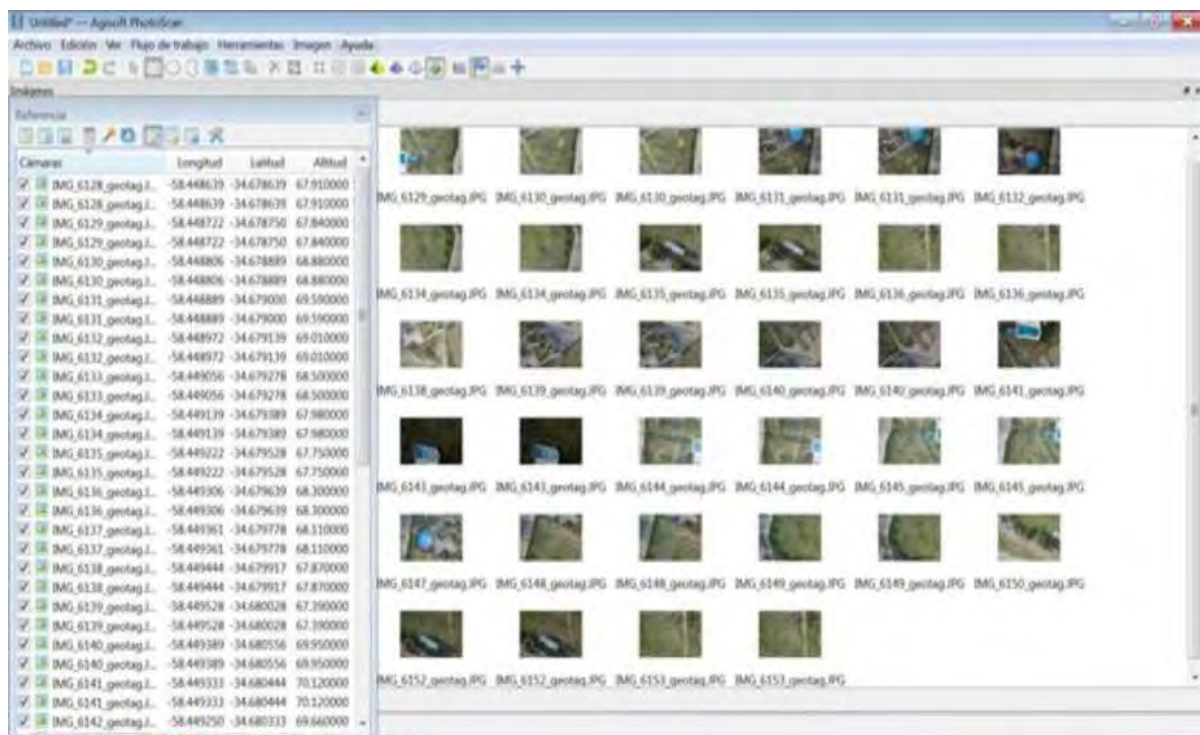 Untitled* — Agisoft PhotoScan
Archivo Edición Ver Flujo de trabajo Herramientas Imagen Ayuda
Imágenes
Referencia
Cámaras Longitud Latitud Altitud
IMG_6128_geotag.J... -58.448639 -34.678639 67.910000
IMG_6128_geotag.J... -58.448639 -34.678639 67.910000
IMG_6129_geotag.J... -58.448722 -34.678750 67.840000
IMG_6129_geotag.J... -58.448722 -34.678750 67.840000
IMG_6130_geotag.J... -58.448806 -34.678889 68.880000
IMG_6130_geotag.J... -58.448806 -34.678889 68.880000
IMG_6131_geotag.J... -58.448889 -34.679000 69.590000
IMG_6131_geotag.J... -58.448889 -34.679000 69.590000
IMG_6132_geotag.J... -58.448972 -34.679139 69.010000
IMG_6132_geotag.J... -58.448972 -34.679139 69.010000
IMG_6133_geotag.J... -58.449056 -34.679278 68.500000
IMG_6133_geotag.J... -58.449056 -34.679278 68.500000
IMG_6134_geotag.J... -58.449139 -34.679389 67.980000
IMG_6134_geotag.J... -58.449139 -34.679389 67.980000
IMG_6135_geotag.J... -58.449222 -34.679528 67.750000
IMG_6135_geotag.J... -58.449222 -34.679528 67.750000
IMG_6136_geotag.J... -58.449306 -34.679639 68.300000
IMG_6136_geotag.J... -58.449306 -34.679639 68.300000
IMG_6137_geotag.J... -58.449361 -34.679778 68.110000
IMG_6137_geotag.J... -58.449361 -34.679778 68.110000
IMG_6138_geotag.J... -58.449444 -34.679917 67.870000
IMG_6138_geotag.J... -58.449444 -34.679917 67.870000
IMG_6139_geotag.J... -58.449528 -34.680028 67.390000
IMG_6139_geotag.J... -58.449528 -34.680028 67.390000
IMG_6140_geotag.J... -58.449389 -34.680556 69.950000
IMG_6140_geotag.J... -58.449389 -34.680556 69.950000
IMG_6141_geotag.J... -58.449333 -34.680444 70.120000
IMG_6141_geotag.J... -58.449333 -34.680444 70.120000
IMG_6142_geotag.J... -58.449250 -34.680333 69.660000
IMG_6129_geotag.JPG IMG_6130_geotag.JPG IMG_6130_geotag.JPG IMG_6131_geotag.JPG IMG_6131_geotag.JPG IMG_6132_geotag.JPG
IMG_6134_geotag.JPG IMG_6134_geotag.JPG IMG_6135_geotag.JPG IMG_6135_geotag.JPG IMG_6136_geotag.JPG IMG_6136_geotag.JPG
IMG_6138_geotag.JPG IMG_6139_geotag.JPG IMG_6139_geotag.JPG IMG_6140_geotag.JPG IMG_6140_geotag.JPG IMG_6141_geotag.JPG
IMG_6143_geotag.JPG IMG_6143_geotag.JPG IMG_6144_geotag.JPG IMG_6144_geotag.JPG IMG_6145_geotag.JPG IMG_6145_geotag.JPG
IMG_6147_geotag.JPG IMG_6148_geotag.JPG IMG_6148_geotag.JPG IMG_6149_geotag.JPG IMG_6149_geotag.JPG IMG_6150_geotag.JPG
IMG_6152_geotag.JPG IMG_6152_geotag.JPG IMG_6153_geotag.JPG IMG_6153_geotag.JPG